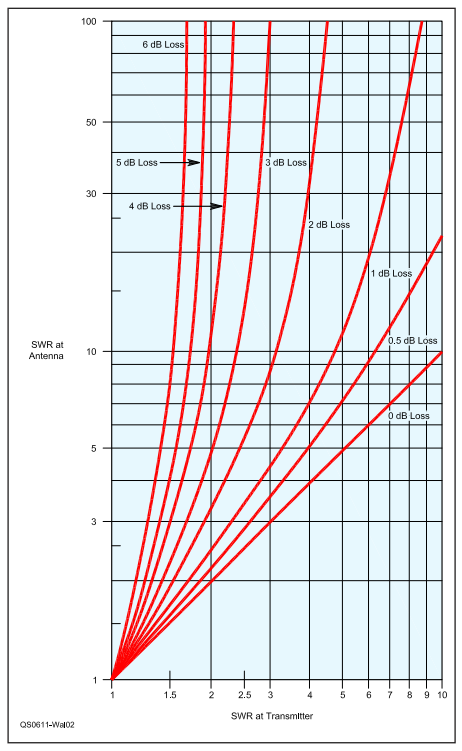 100
6 dB Loss
50
5 dB Loss
3 dB Loss
30
4 dB Loss
2 dB Loss
1 dB Loss
SWR at
Antenna
10
0.5 dB Loss
0 dB Loss
5
3
1
1 1.5 2 2.5 3 4 5 6 7 8 9 10
SWR at Transmitter
QS0611-Wal02